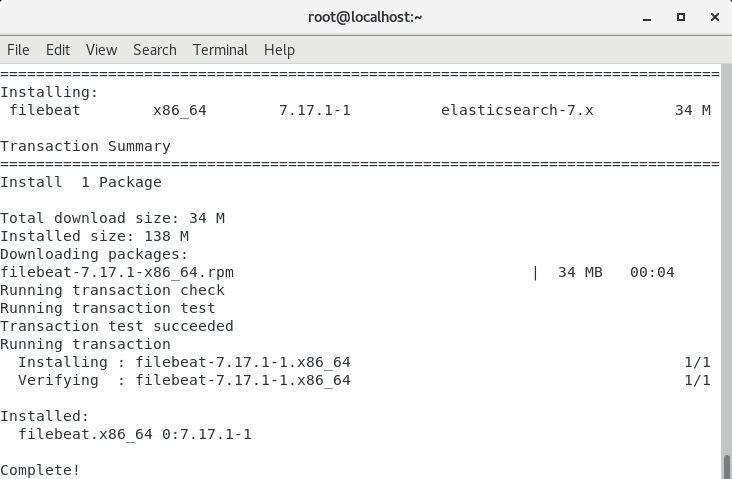 root@localhost:~
File Edit View Search Terminal Help
================================================================================
Installing:
 filebeat        x86_64        7.17.1-1          elasticsearch-7.x         34 M

Transaction Summary
================================================================================
Install  1 Package

Total download size: 34 M
Installed size: 138 M
Downloading packages:
filebeat-7.17.1-x86_64.rpm                                 |  34 MB   00:04
Running transaction check
Running transaction test
Transaction test succeeded
Running transaction
  Installing : filebeat-7.17.1-1.x86_64                                     1/1
  Verifying  : filebeat-7.17.1-1.x86_64                                     1/1

Installed:
  filebeat.x86_64 0:7.17.1-1

Complete!